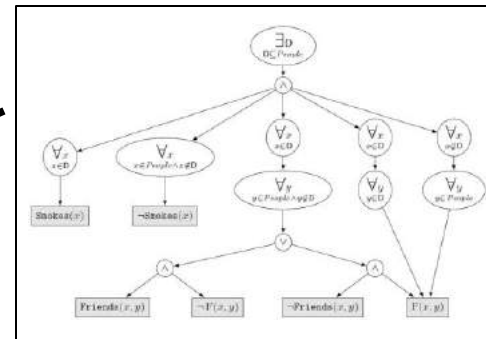 ∃D
D⊆People
∧
∀x
x∈D
∀x
x∈People∧x∉D
∀x
x∈D
∀x
x∈D
∀x
x∉D
∀y
y∈People∧y∉D
∀y
y∈D
∀y
y∈People
Smokes(x)
¬Smokes(x)
∨
∧
∧
Friends(x,y)
¬F(x,y)
¬Friends(x,y)
F(x,y)